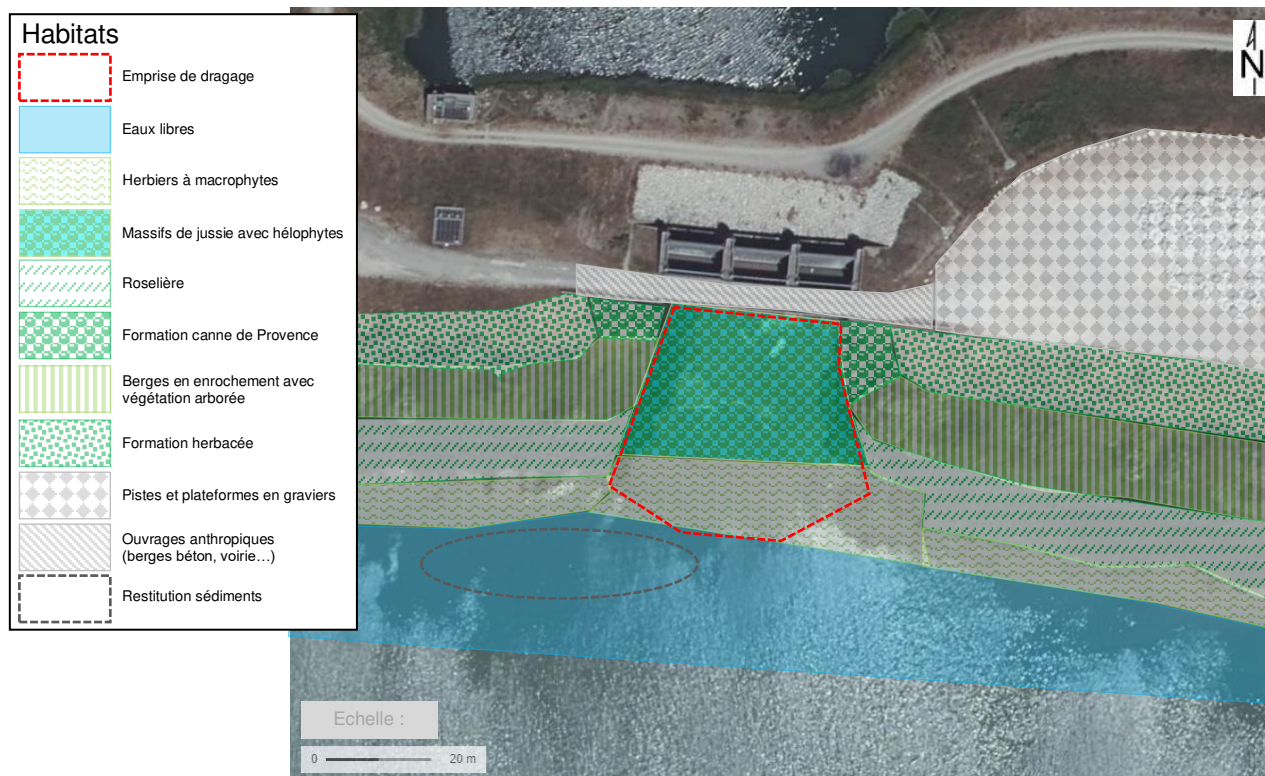 Habitats
Emprise de dragage
Eaux libres
Herbiers à macrophytes
Massifs de jussie avec hélophytes
Roselière
Formation canne de Provence
Berges en enrochement avec
végétation arborée
Formation herbacée
Pistes et plateformes en graviers
Ouvrages anthropiques
(berges béton, voirie…)
Restitution sédiments
N
Echelle :
0 20 m